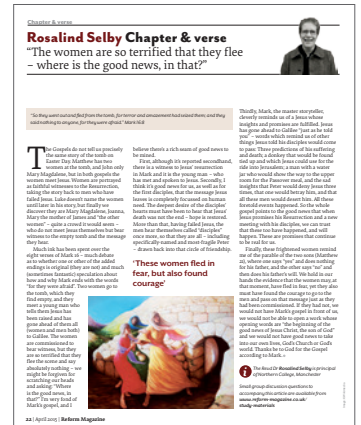 Chapter & verse
Rosalind Selby Chapter & verse
“The women are so terrified that they flee
– where is the good news, in that?”
“So they went out and fled from the tomb, for terror and amazement had seized them; and they
said nothing to anyone, for they were afraid.” Mark 16:8
The Gospels do not tell us precisely
the same story of the tomb on
Easter Day. Matthew has two
women at the tomb, and John only
Mary Magdalene, but in both gospels the
women meet Jesus. Women are portrayed
as faithful witnesses to the Resurrection,
taking the story back to men who have
failed Jesus. Luke doesn’t name the women
until later in his story, but finally we
discover they are Mary Magdalene, Joanna,
Mary the mother of James and “the other
women” – quite a crowd it would seem –
who do not meet Jesus themselves but bear
witness to the empty tomb and the message
they hear.
Much ink has been spent over the
eight verses of Mark 16 – much debate
as to whether one or other of the added
endings is original (they are not) and much
(sometimes fantastic) speculation about
how and why Mark ends with the words
“for they were afraid”. Two women go to
the tomb, which they
find empty, and they
meet a young man who
tells them Jesus has
been raised and has
gone ahead of them all
(women and men both)
to Galilee. The women
are commissioned to
bear witness, but they
are so terrified that they
flee the scene and say
absolutely nothing – we
might be forgiven for
scratching our heads
and asking: “Where
is the good news, in
that?” I’m very fond of
Mark’s gospel, and I
believe there’s a rich seam of good news to
be mined.
First, although it’s reported secondhand,
there is a witness to Jesus’ resurrection
in Mark and it is the young man – who
has met and spoken to Jesus. Secondly, I
think it’s good news for us, as well as for
the first disciples, that the message Jesus
leaves is completely focused on human
need. The deepest desire of the disciples’
hearts must have been to hear that Jesus’
death was not the end – hope is restored.
More than that, having failed Jesus, the
men hear themselves called “disciples”
once more, so that they are all – including
specifically-named and more-fragile Peter
– drawn back into that circle of friendship.
‘These women fled in
fear, but also found
courage’
Thirdly, Mark, the master storyteller,
cleverly reminds us of a Jesus whose
insights and promises are fulfilled. Jesus
has gone ahead to Galilee “just as he told
you” – words which remind us of other
things Jesus told his disciples would come
to pass: Three predictions of his suffering
and death; a donkey that would be found
tied up and which Jesus could use for the
ride into Jerusalem; a man with a water
jar who would show the way to the upper
room for the Passover meal, and the sad
insights that Peter would deny Jesus three
times, that one would betray him, and that
all these men would desert him. All these
foretold events happened. So the whole
gospel points to the good news that when
Jesus promises his Resurrection and a new
meeting with his disciples, we can trust
that these too have happened, and will
happen. These are promises that continue
to be real for us.
Finally, these frightened women remind
me of the parable of the two sons (Matthew
21), where one says “yes” and does nothing
for his father, and the other says “no” and
then does his father’s will. We hold in our
hands the evidence that the women may, at
that moment, have fled in fear, yet they also
must have found the courage to go to the
men and pass on that message just as they
had been commissioned. If they had not, we
would not have Mark’s gospel in front of us,
we would not be able to open a work whose
opening words are “the beginning of the
good news of Jesus Christ, the son of God”
and we would not have good news to take
into our own lives, God’s Church or God’s
world. Thanks be to God for the Gospel
according to Mark.
The Revd Dr Rosalind Selby is principal
of Northern College, Manchester
Small group discussion questions to
accompany this article are available from
www.reform-magazine.co.uk/
study-materials
22 | April 2015 | Reform Magazine